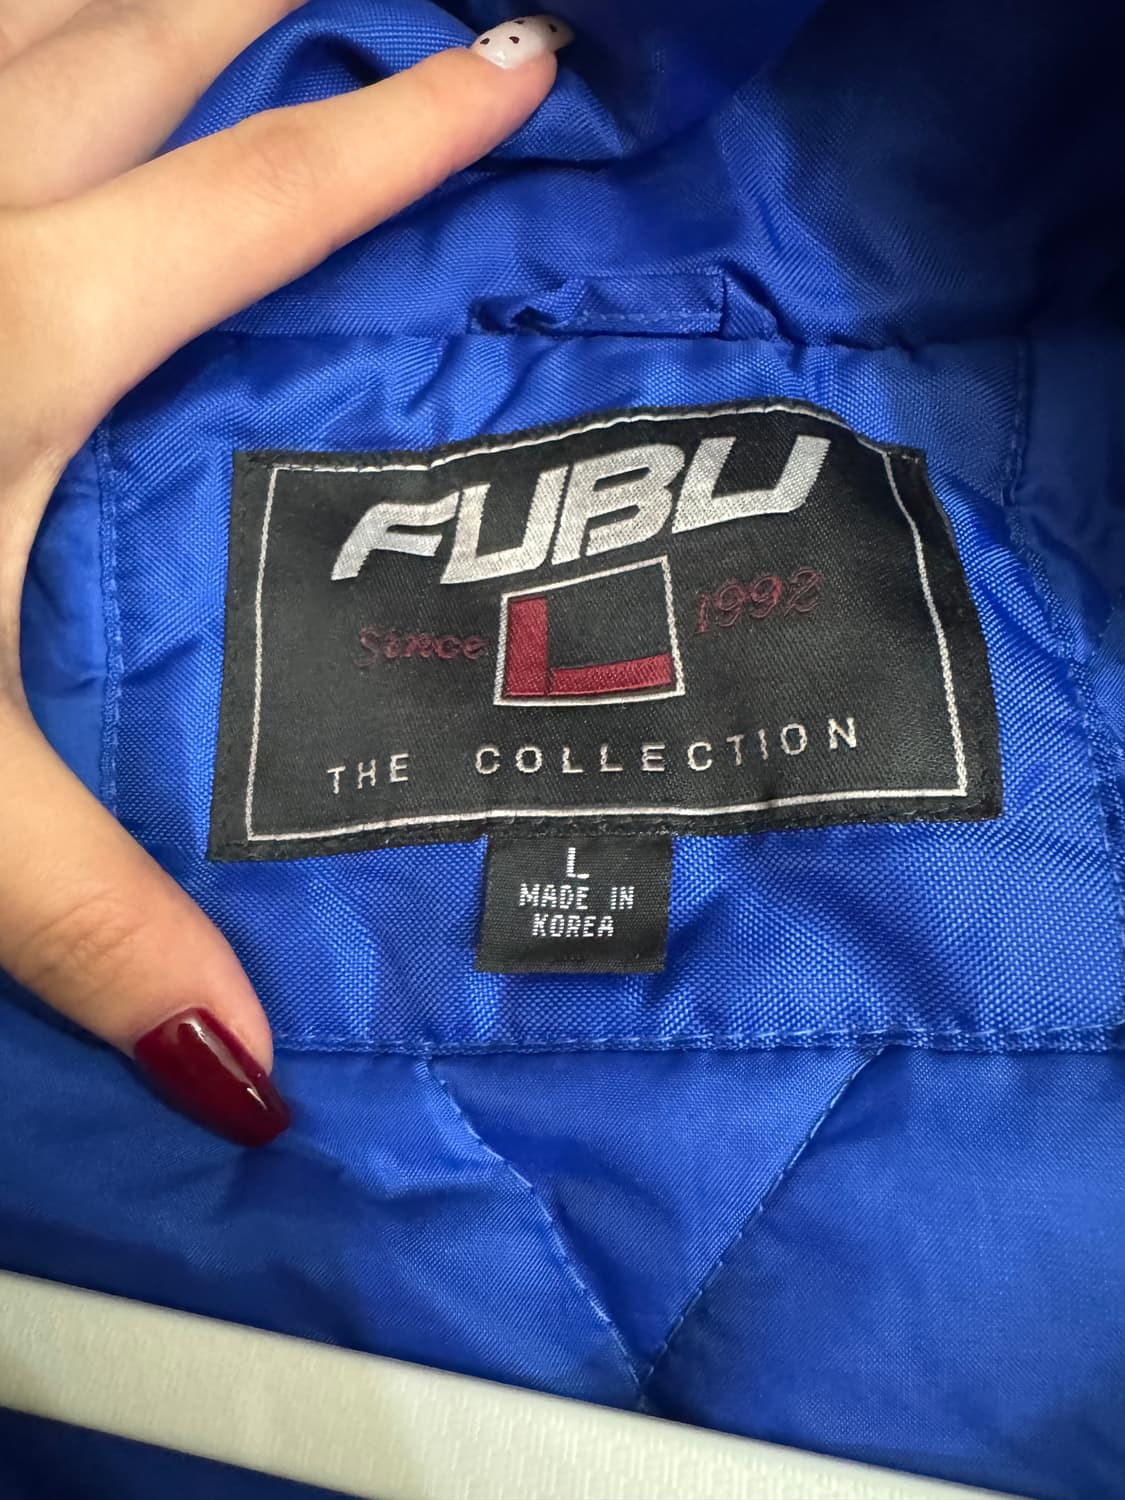 FUBU
Since L 1992
THE COLLECTION
L
MADE IN
KOREA